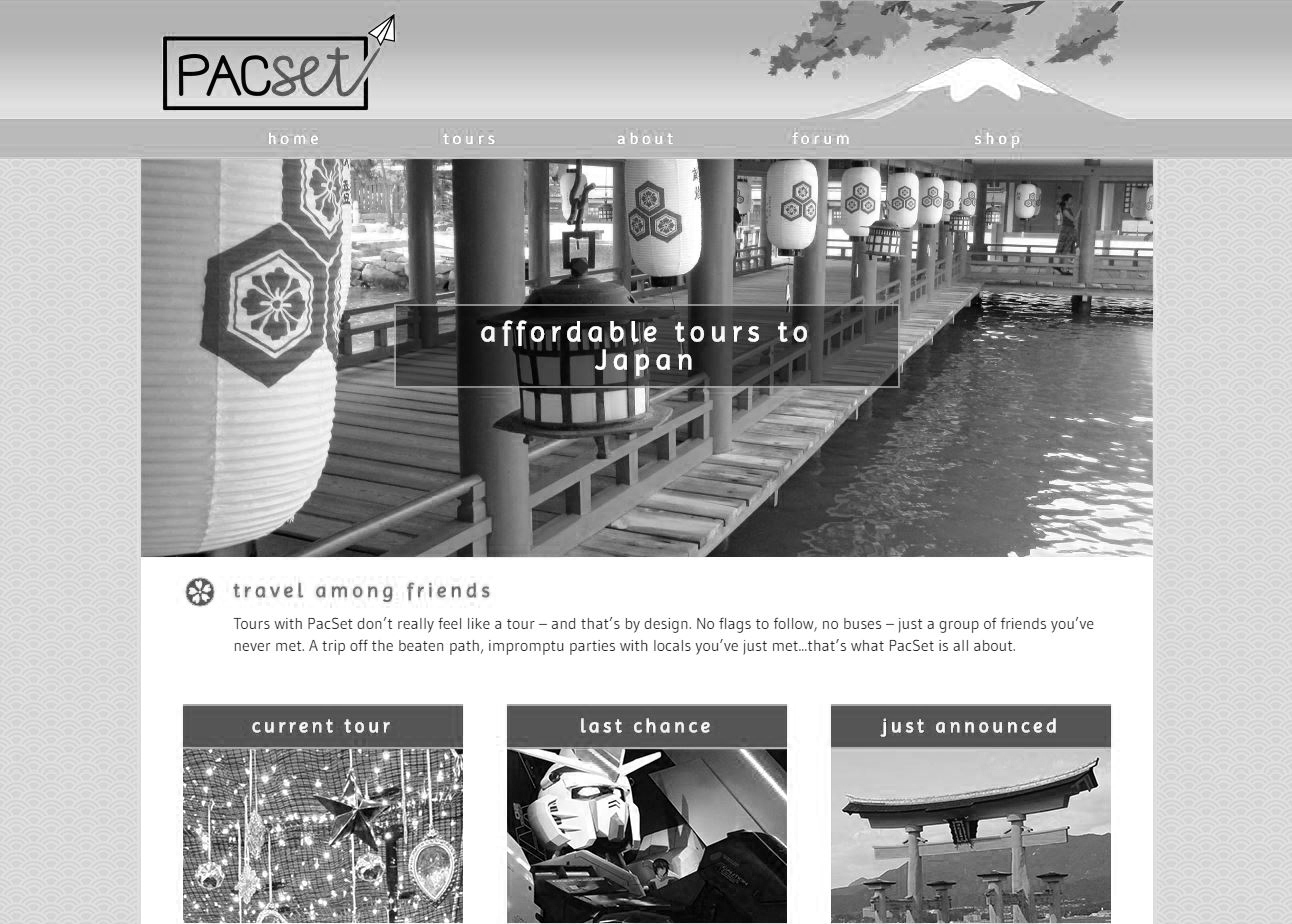 PACset
home tours about forum shop
affordable tours to
Japan
travel among friends
Tours with PacSet don’t really feel like a tour – and that’s by design. No flags to follow, no buses – just a group of friends you’ve
never met. A trip off the beaten path, impromptu parties with locals you’ve just met...that’s what PacSet is all about.
current tour
last chance
just announced